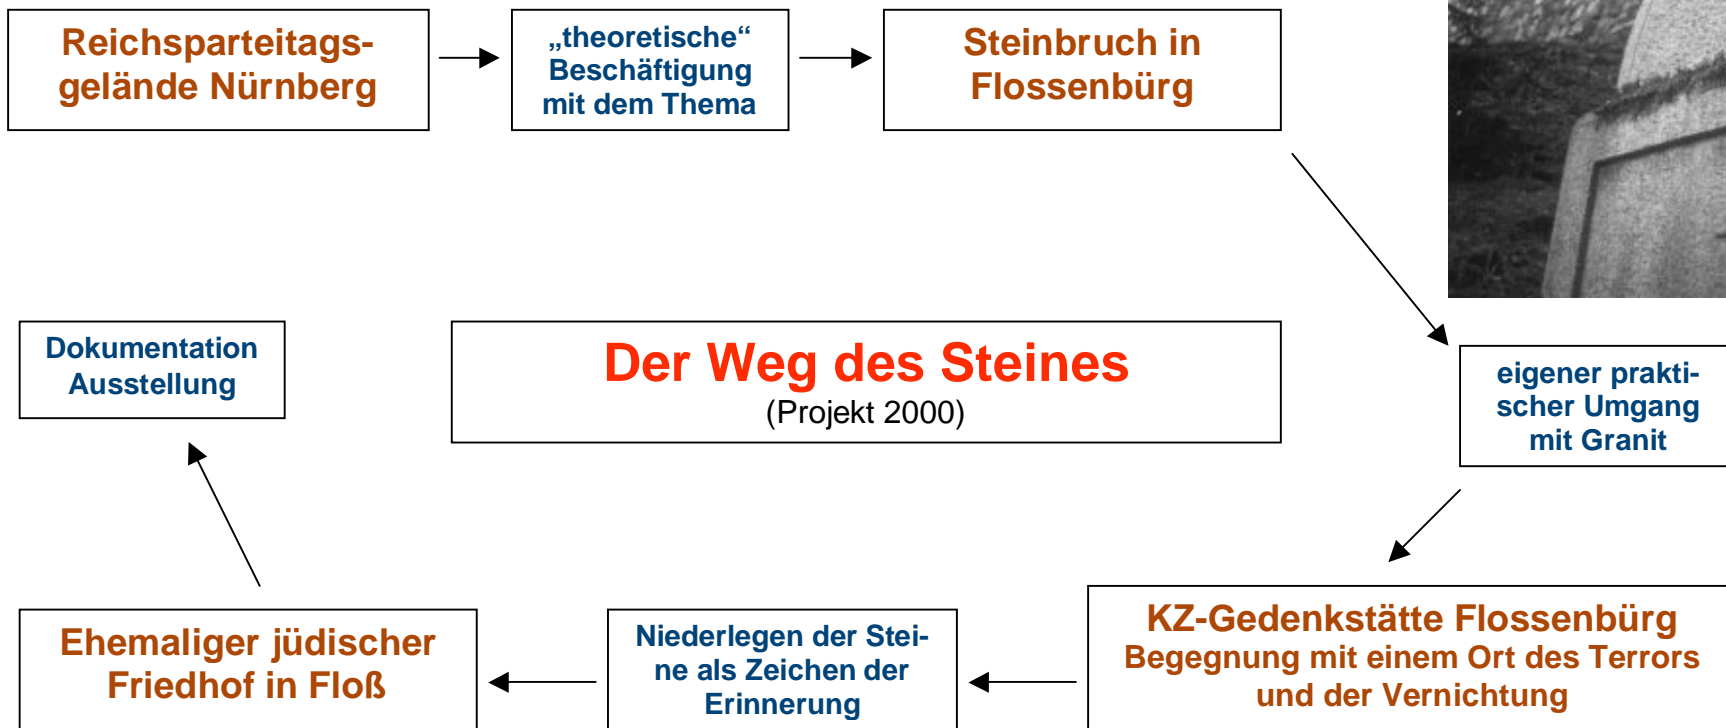 Reichsparteitags-
gelände Nürnberg
„theoretische“
Beschäftigung
mit dem Thema
Steinbruch in
Flossenbürg
Dokumentation
Ausstellung
Der Weg des Steines
(Projekt 2000)
eigener prakti-
scher Umgang
mit Granit
Ehemaliger jüdischer
Friedhof in Floß
Niederlegen der Stei-
ne als Zeichen der
Erinnerung
KZ-Gedenkstätte Flossenbürg
Begegnung mit einem Ort des Terrors
und der Vernichtung